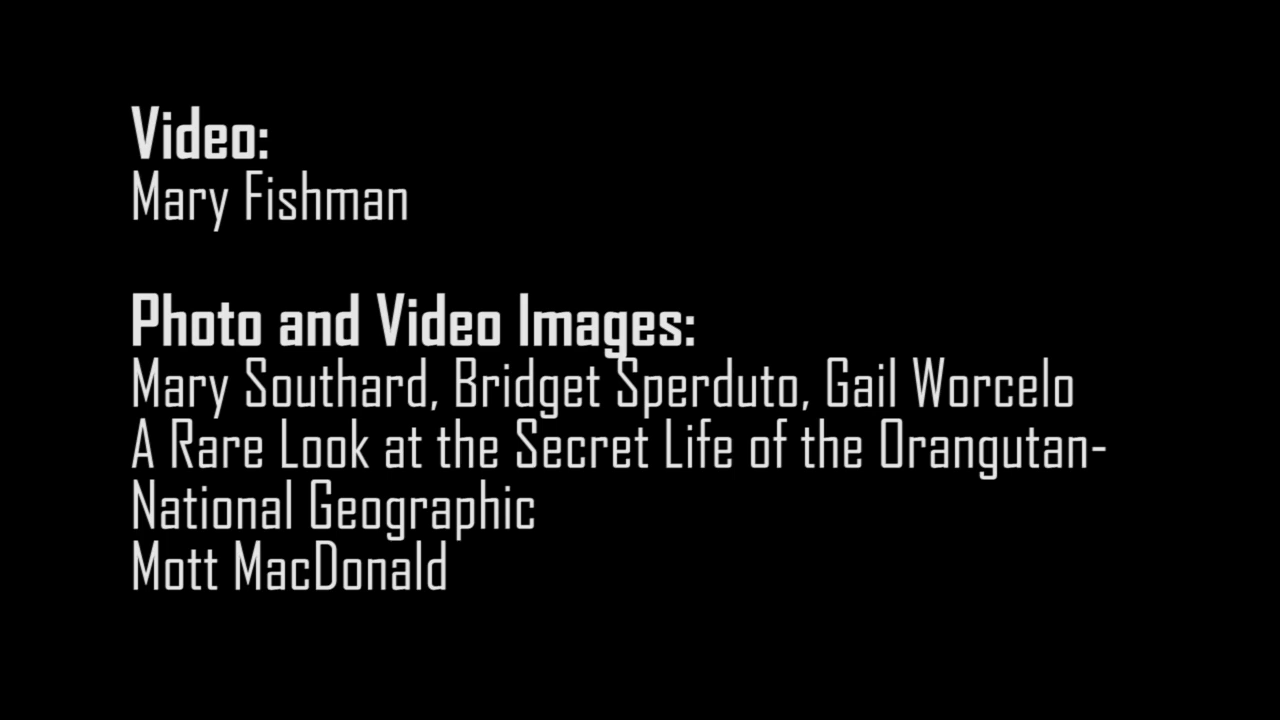 Video:
Mary Fishman
Photo and Video Images:
Mary Southard, Bridget Sperduto, Gail Worcelo
A Rare Look at the Secret Life of the Orangutan-
National Geographic
Mott MacDonald